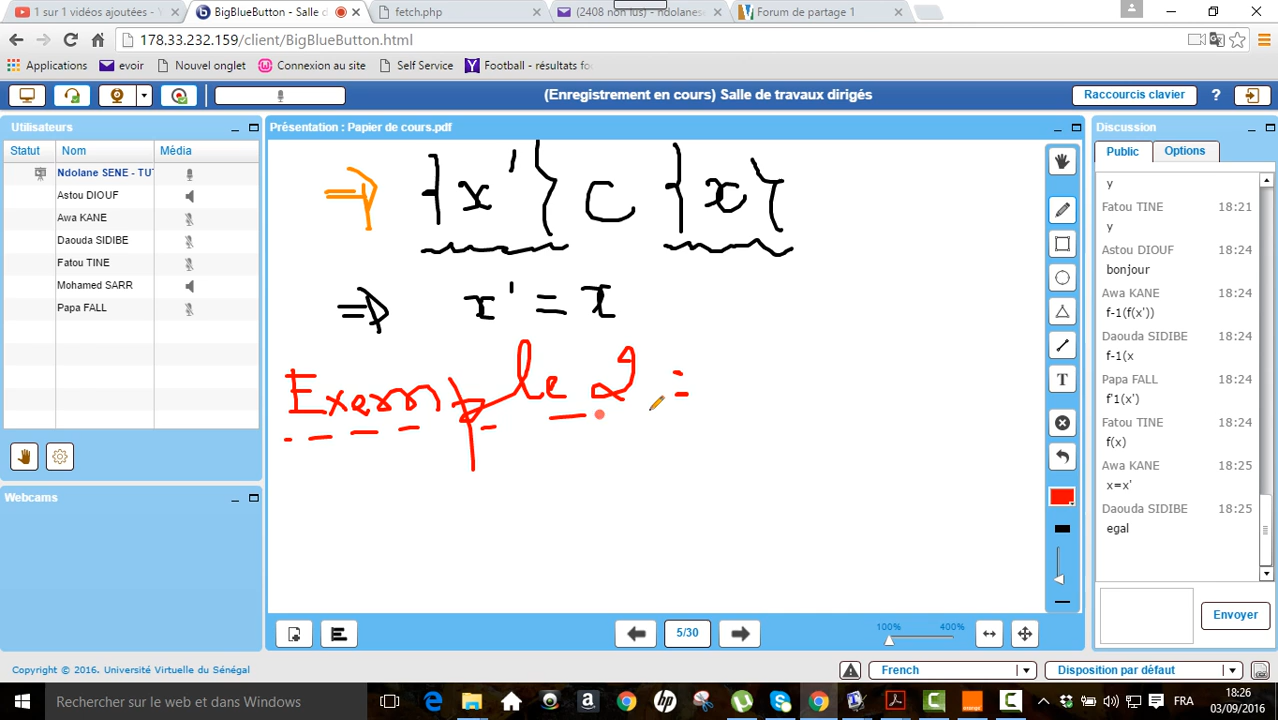 1 sur 1 vidéos ajoutées -
BigBlueButton - Salle d
fetch.php
(2408 non lus) - ndolanes
Forum de partage 1
178.33.232.159/client/BigBlueButton.html
Applications
evoir
Nouvel onglet
Connexion au site
Self Service
Football - résultats fo
(Enregistrement en cours) Salle de travaux dirigés
Raccourcis clavier
?
Utilisateurs
Statut Nom Média
Ndolane SENE - TUT
Astou DIOUF
Awa KANE
Daouda SIDIBE
Fatou TINE
Mohamed SARR
Papa FALL
Webcams
Présentation : Papier de cours.pdf
⇒ {x'} ⊂ {x}
⇒ x' = x
Exemple 2 :
5/30
100% 400%
Discussion
Public Options
y
Fatou TINE 18:21
y
Astou DIOUF 18:24
bonjour
Awa KANE 18:24
f-1(f(x'))
Daouda SIDIBE 18:24
f-1(x
Papa FALL 18:24
f'1(x')
Fatou TINE 18:24
f(x)
Awa KANE 18:25
x=x'
Daouda SIDIBE 18:25
egal
Envoyer
Copyright © 2016. Université Virtuelle du Sénégal
French
Disposition par défaut
Rechercher sur le web et dans Windows
FRA
18:26
03/09/2016